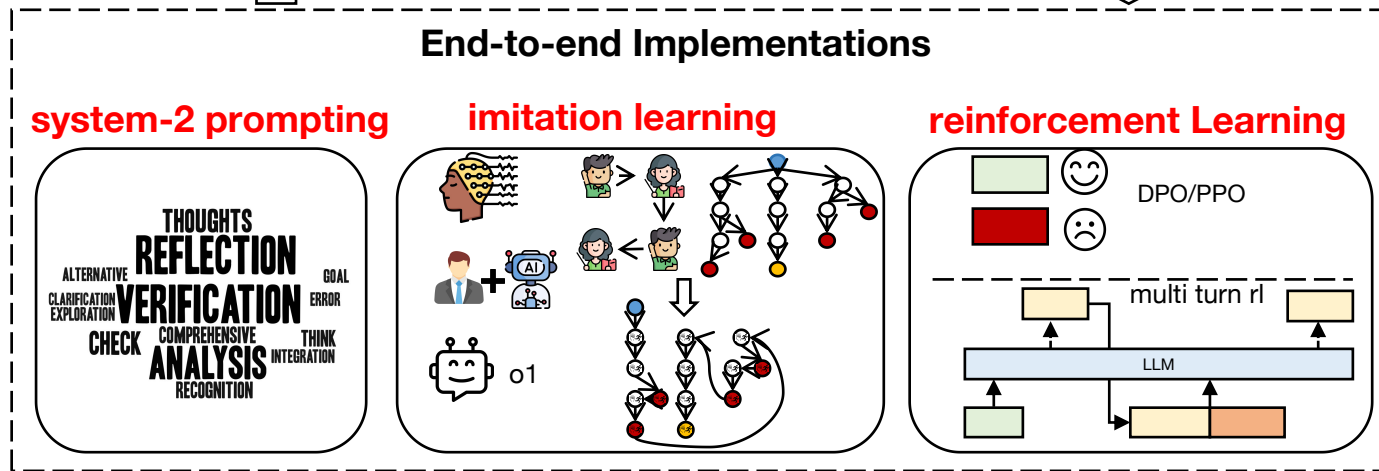 End-to-end Implementations
system-2 prompting
imitation learning
reinforcement Learning
THOUGHTS
REFLECTION
ALTERNATIVE
GOAL
CLARIFICATION
VERIFICATION
ERROR
EXPLORATION
CHECK
COMPREHENSIVE
THINK
ANALYSIS
INTEGRATION
RECOGNITION
AI
o1
DPO/PPO
multi turn rl
LLM